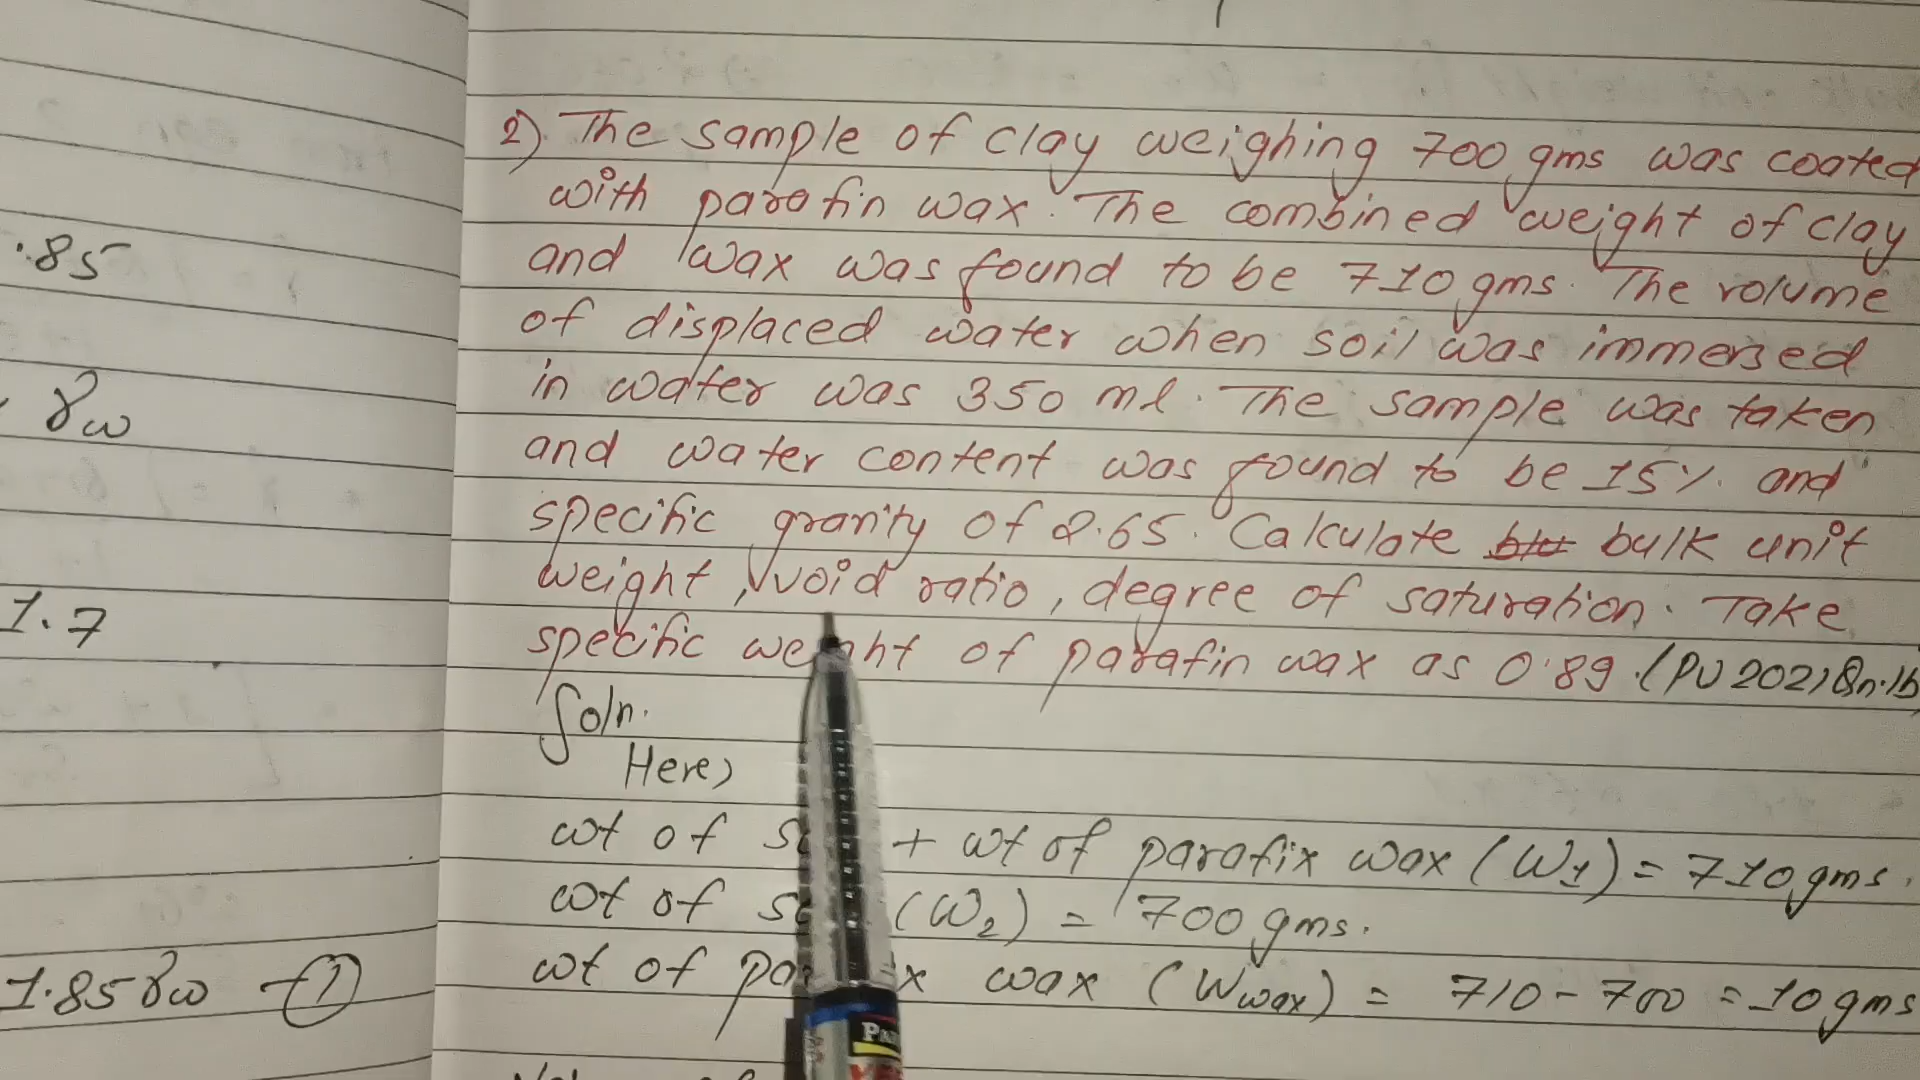 .85
γw
1.7
1.85γw -①
2) The sample of clay weighing 700 gms was coated
with parafin wax. The combined weight of clay
and wax was found to be 710 gms. The volume
of displaced water when soil was immersed
in water was 350 ml. The sample was taken
and water content was found to be 15% and
specific gravity of 2.65. Calculate bulk unit
weight, void ratio, degree of saturation. Take
specific weight of parafin wax as 0.89. (PU 2021 Qn.1b
Soln.
Here,
wt of + wt of parafix wax (W1) = 710 gms.
wt of (W2) = 700 gms.
wt of wax (Wwax) = 710 - 700 = 10 gms